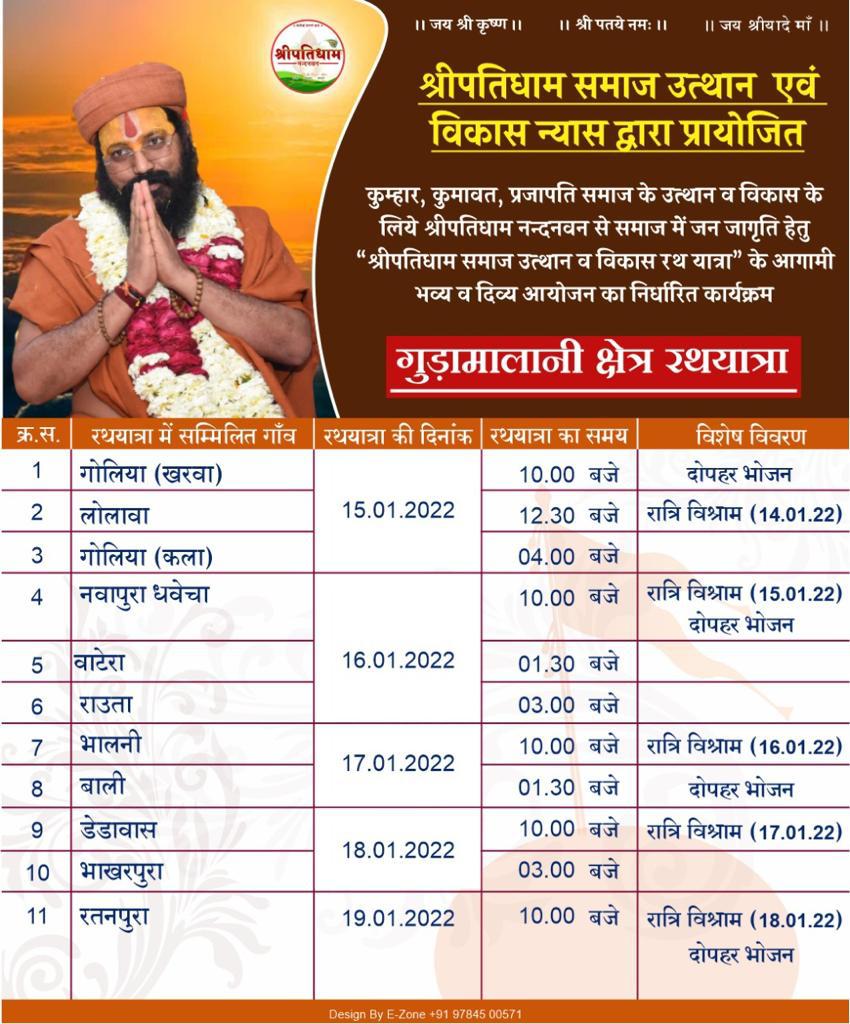 ।। जय श्री कृष्ण ।। ।। श्री पतये नमः ।। ।। जय श्रीयादे माँ ।।
श्रीपतिधाम
नन्दनवन
श्रीपतिधाम समाज उत्थान एवं
विकास न्यास द्वारा प्रायोजित
कुम्हार, कुमावत, प्रजापति समाज के उत्थान व विकास के
लिये श्रीपतिधाम नन्दनवन से समाज में जन जागृति हेतु
“श्रीपतिधाम समाज उत्थान व विकास रथ यात्रा” के आगामी
भव्य व दिव्य आयोजन का निर्धारित कार्यक्रम
गुड़ामालानी क्षेत्र रथयात्रा
क्र.स. रथयात्रा में सम्मिलित गाँव रथयात्रा की दिनांक रथयात्रा का समय विशेष विवरण
1 गोलिया (खरवा) 10.00 बजे दोपहर भोजन
2 लोलावा 15.01.2022 12.30 बजे रात्रि विश्राम (14.01.22)
3 गोलिया (कला) 04.00 बजे
4 नवापुरा धवेचा 10.00 बजे रात्रि विश्राम (15.01.22)
दोपहर भोजन
5 वाटेरा 16.01.2022 01.30 बजे
6 राउता 03.00 बजे
7 भालनी 17.01.2022 10.00 बजे रात्रि विश्राम (16.01.22)
8 बाली 01.30 बजे दोपहर भोजन
9 डेडावास 18.01.2022 10.00 बजे रात्रि विश्राम (17.01.22)
10 भाखरपुरा 03.00 बजे
11 रतनपुरा 19.01.2022 10.00 बजे रात्रि विश्राम (18.01.22)
दोपहर भोजन
Design By E-Zone +91 97845 00571